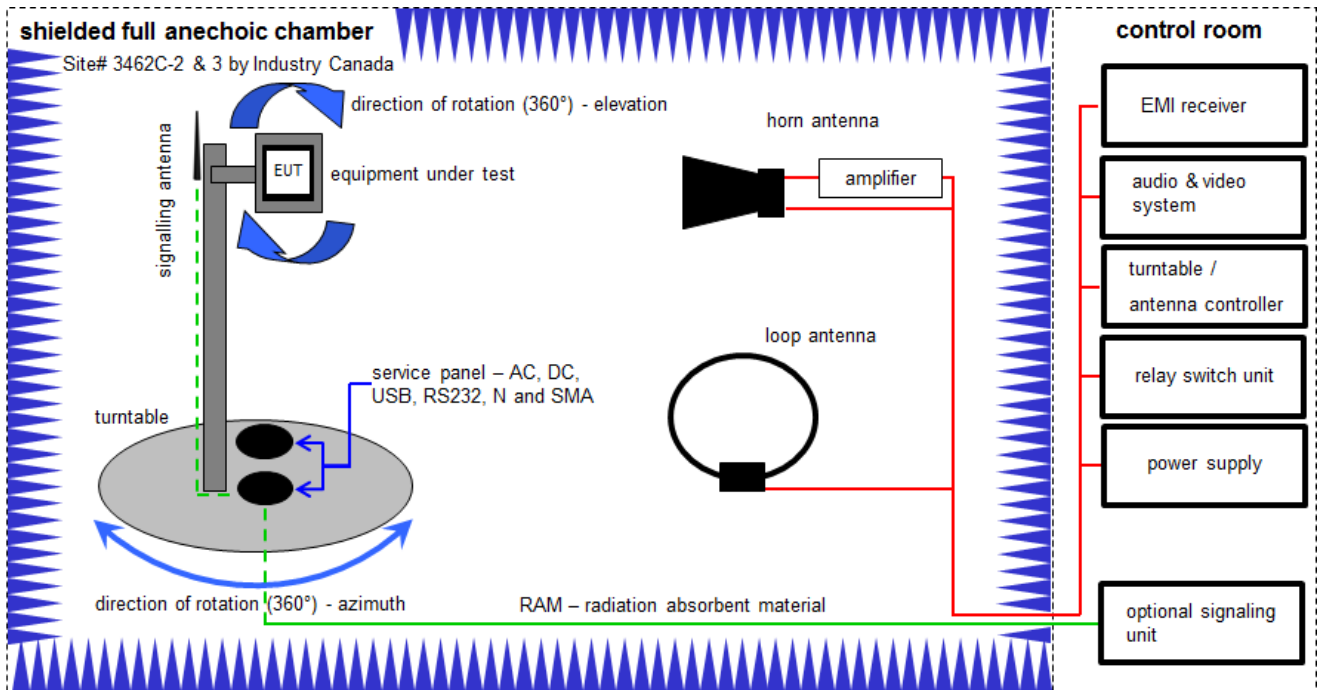 shielded full anechoic chamber
Site# 3462C-2 & 3 by Industry Canada
direction of rotation (360°) - elevation
signalling antenna
EUT
equipment under test
horn antenna
amplifier
loop antenna
service panel – AC, DC,
USB, RS232, N and SMA
turntable
direction of rotation (360°) - azimuth
RAM – radiation absorbent material
control room
EMI receiver
audio & video
system
turntable /
antenna controller
relay switch unit
power supply
optional signaling
unit